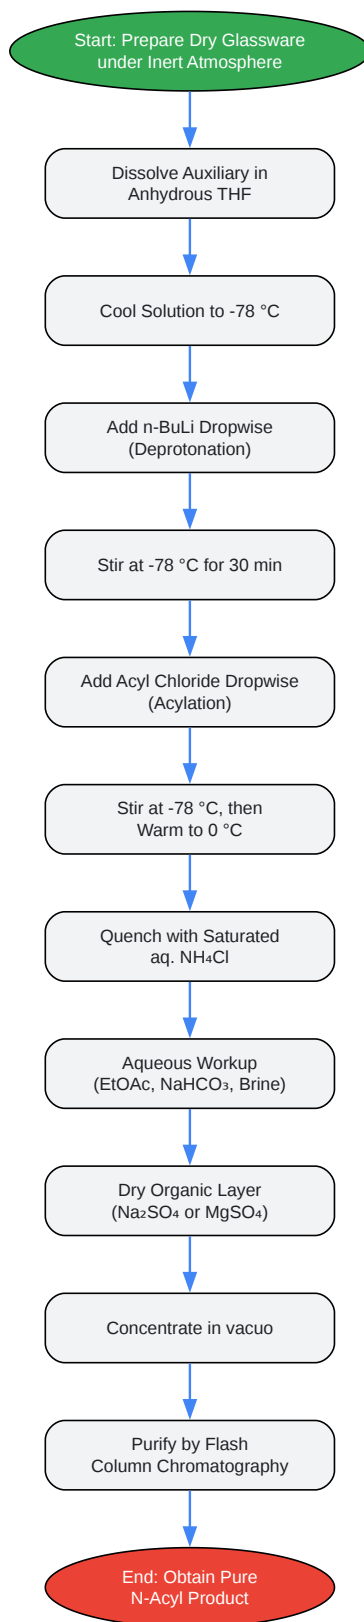 Start: Prepare Dry Glassware
under Inert Atmosphere
Dissolve Auxiliary in
Anhydrous THF
Cool Solution to -78 °C
Add n-BuLi Dropwise
(Deprotonation)
Stir at -78 °C for 30 min
Add Acyl Chloride Dropwise
(Acylation)
Stir at -78 °C, then
Warm to 0 °C
Quench with Saturated
aq. NH₄Cl
Aqueous Workup
(EtOAc, NaHCO₃, Brine)
Dry Organic Layer
(Na₂SO₄ or MgSO₄)
Concentrate in vacuo
Purify by Flash
Column Chromatography
End: Obtain Pure
N-Acyl Product